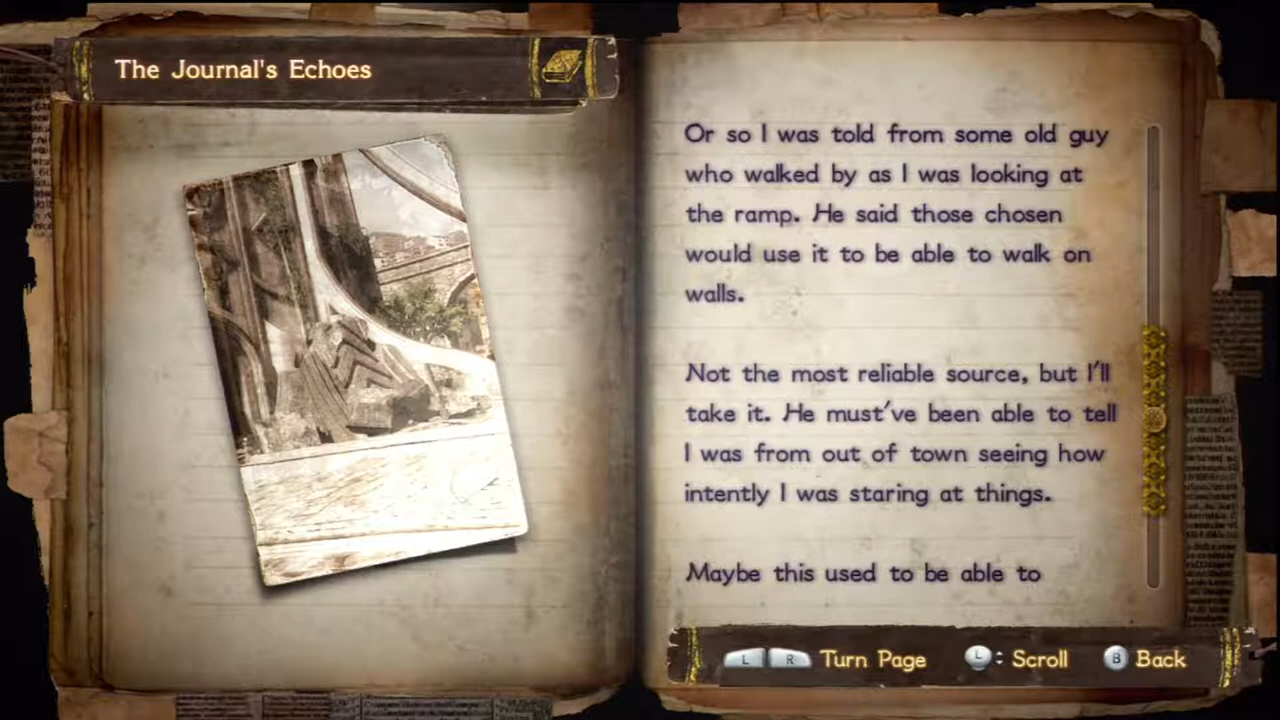 The Journal's Echoes
Or so I was told from some old guy
who walked by as I was looking at
the ramp. He said those chosen
would use it to be able to walk on
walls.
Not the most reliable source, but I'll
take it. He must've been able to tell
I was from out of town seeing how
intently I was staring at things.
Maybe this used to be able to
L R Turn Page L : Scroll B Back